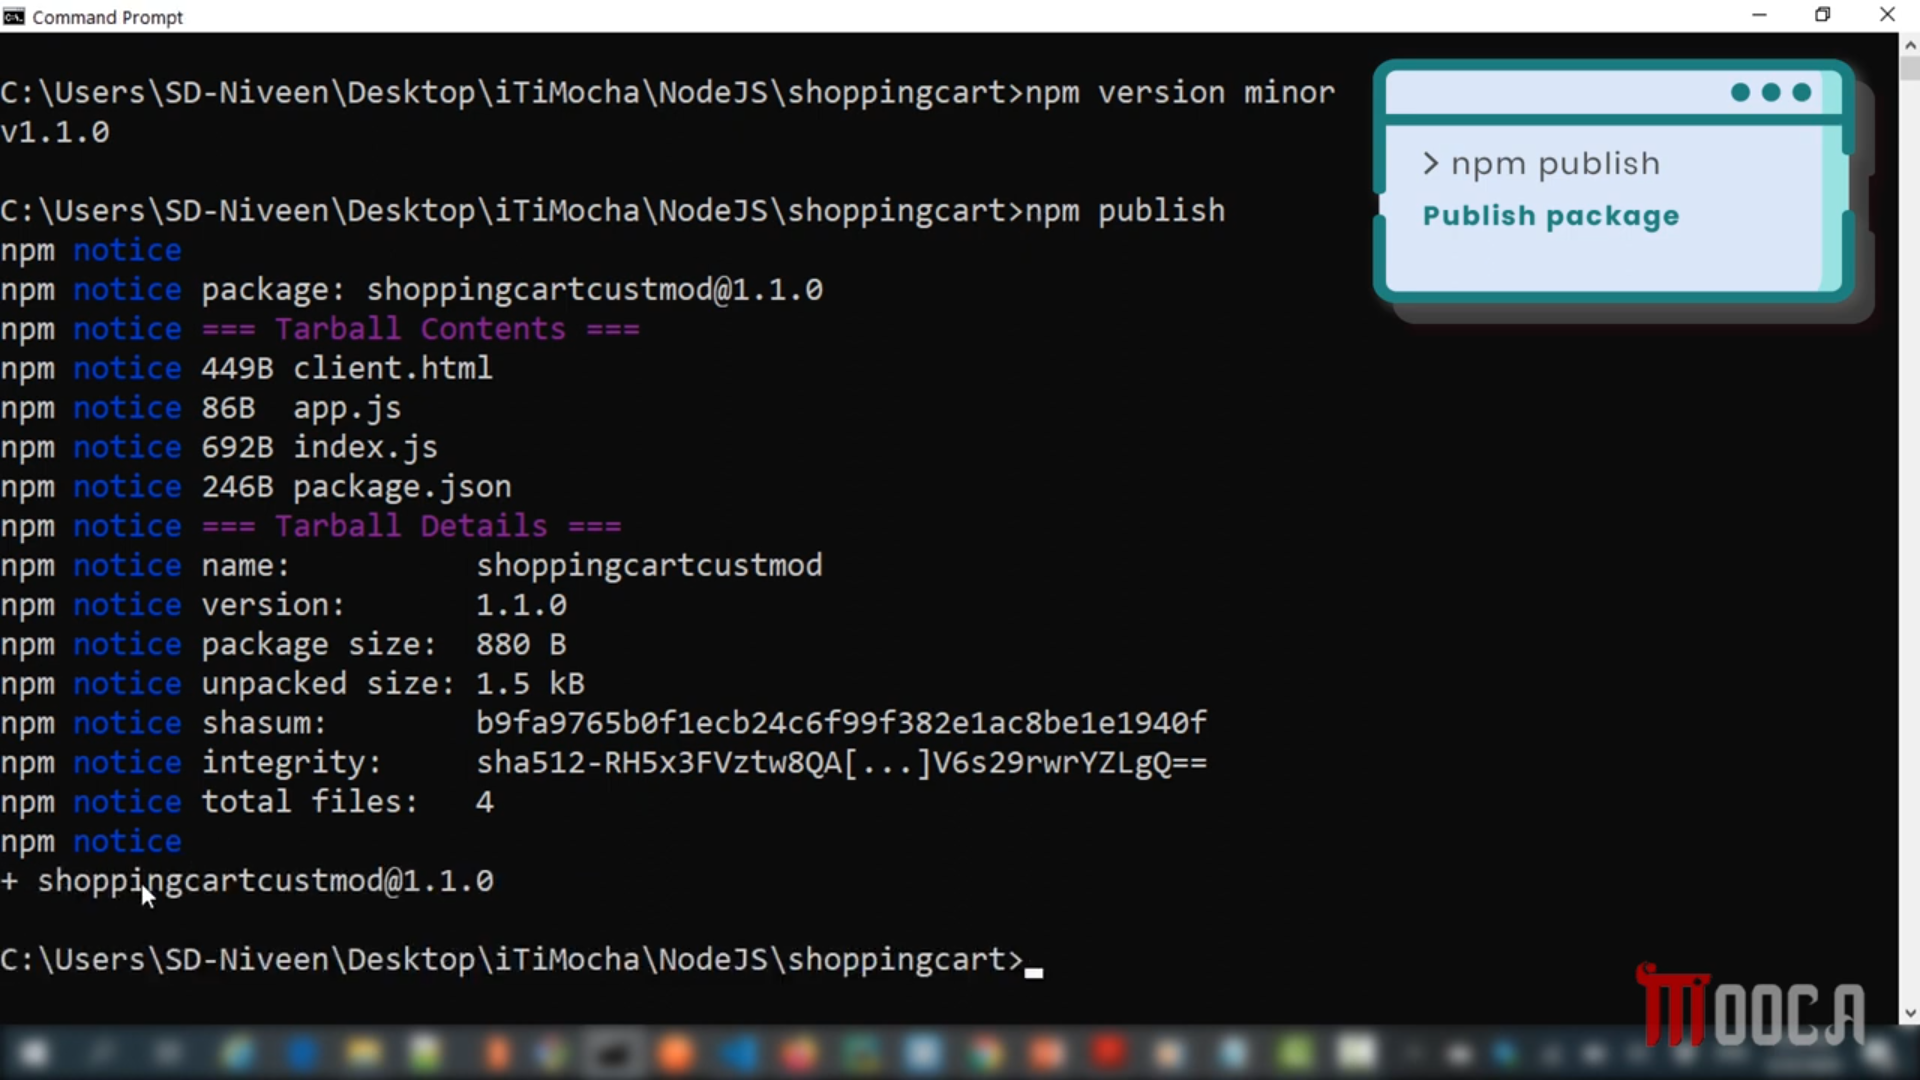 Command Prompt
C:\Users\SD-Niveen\Desktop\iTiMocha\NodeJS\shoppingcart>npm version minor
v1.1.0
C:\Users\SD-Niveen\Desktop\iTiMocha\NodeJS\shoppingcart>npm publish
npm notice
npm notice package: shoppingcartcustmod@1.1.0
npm notice === Tarball Contents ===
npm notice 449B client.html
npm notice 86B  app.js
npm notice 692B index.js
npm notice 246B package.json
npm notice === Tarball Details ===
npm notice name:          shoppingcartcustmod
npm notice version:       1.1.0
npm notice package size:  880 B
npm notice unpacked size: 1.5 kB
npm notice shasum:        b9fa9765b0f1ecb24c6f99f382e1ac8be1e1940f
npm notice integrity:     sha512-RH5x3FVztw8QA[...]V6s29rwrYZLgQ==
npm notice total files:   4
npm notice
+ shoppingcartcustmod@1.1.0
C:\Users\SD-Niveen\Desktop\iTiMocha\NodeJS\shoppingcart>
> npm publish
Publish package
MOOCA